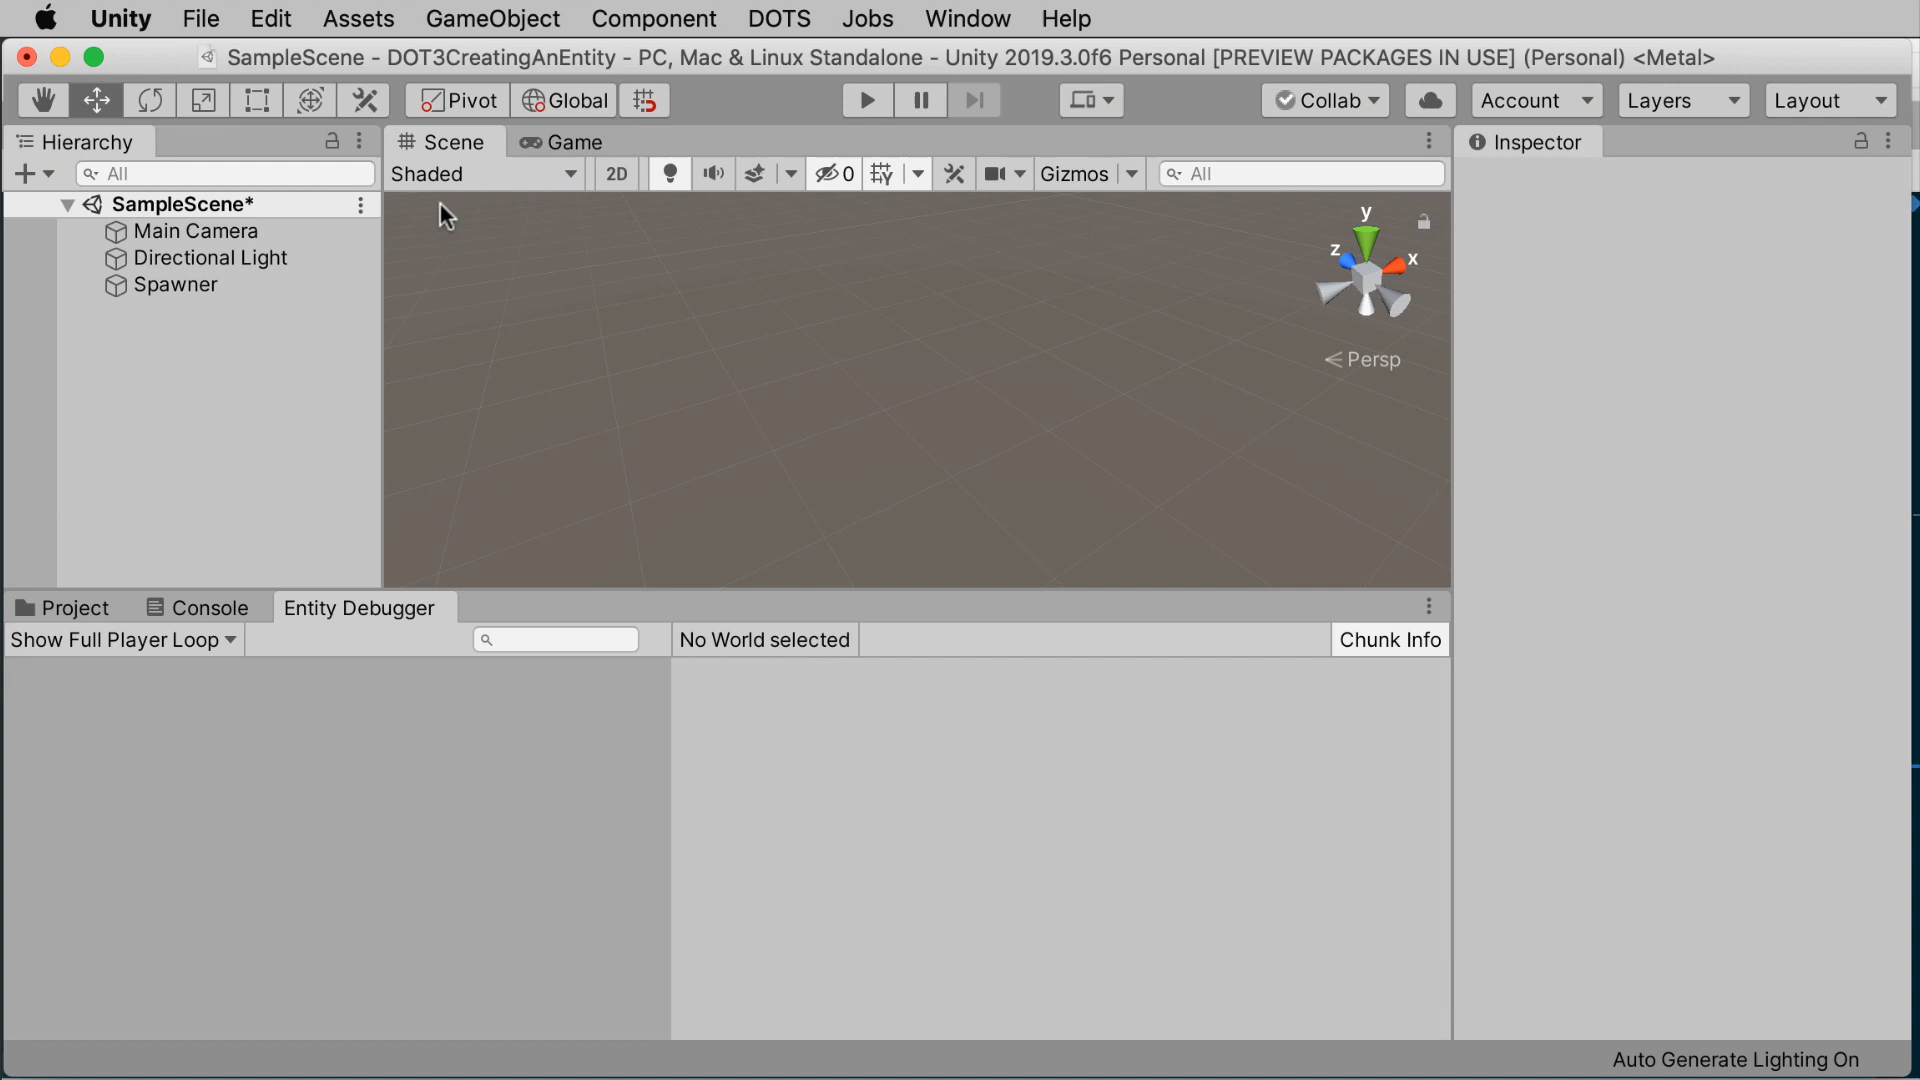 Unity File Edit Assets GameObject Component DOTS Jobs Window Help
SampleScene - DOT3CreatingAnEntity - PC, Mac & Linux Standalone - Unity 2019.3.0f6 Personal [PREVIEW PACKAGES IN USE] (Personal) <Metal>
Pivot Global Collab Account Layers Layout
Hierarchy Scene Game Inspector
All Shaded 2D 0 Gizmos All
SampleScene*
Main Camera
Directional Light
Spawner
y
z x
Persp
Project Console Entity Debugger
Show Full Player Loop No World selected Chunk Info
Auto Generate Lighting On